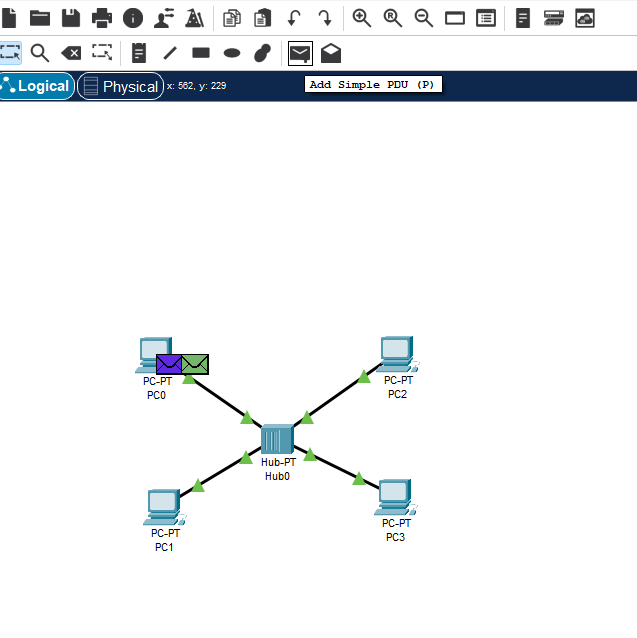 Logical
Physical
x: 562, y: 229
Add Simple PDU (P)
PC-PT
PC0
PC-PT
PC2
Hub-PT
Hub0
PC-PT
PC1
PC-PT
PC3